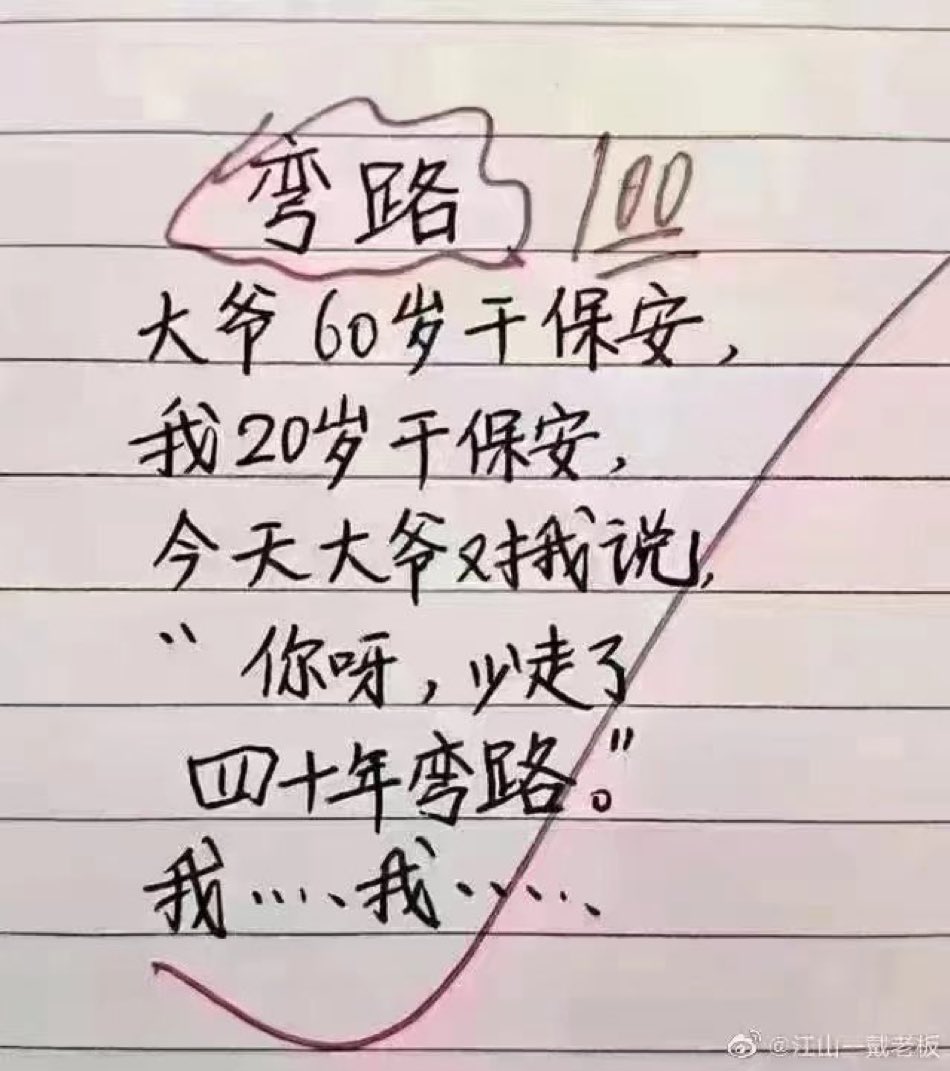 弯路 100
大爷60岁干保安，
我20岁干保安，
今天大爷对我说，
“你呀，少走了
四十年弯路。”
我……我……
@江山一戴老板